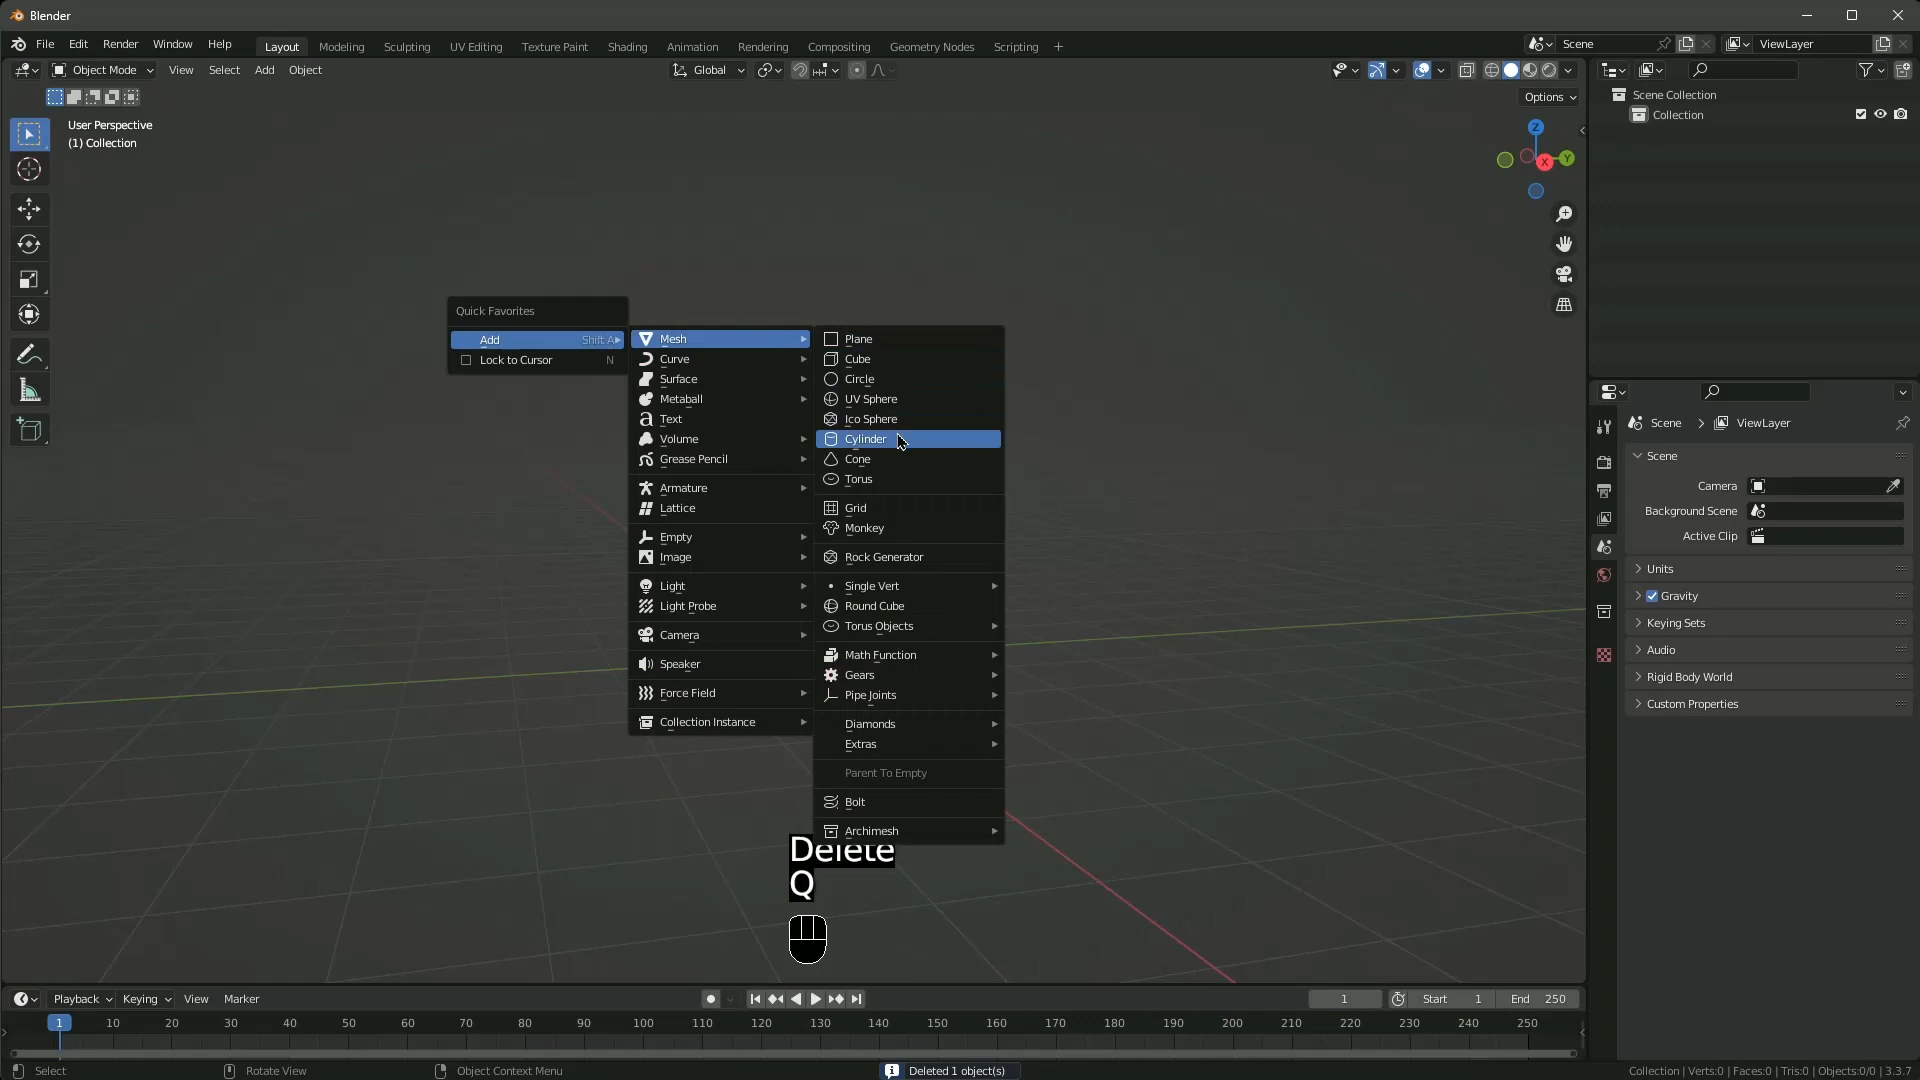 Blender
File Edit Render Window Help
Layout Modeling Sculpting UV Editing Texture Paint Shading Animation Rendering Compositing Geometry Nodes Scripting +
Scene
ViewLayer
Object Mode View Select Add Object
Global
Options
User Perspective
(1) Collection
Z
Y
X
Scene Collection
Collection
Quick Favorites
Add Shift A
Lock to Cursor N
Mesh
Curve
Surface
Metaball
Text
Volume
Grease Pencil
Armature
Lattice
Empty
Image
Light
Light Probe
Camera
Speaker
Force Field
Collection Instance
Plane
Cube
Circle
UV Sphere
Ico Sphere
Cylinder
Cone
Torus
Grid
Monkey
Rock Generator
Single Vert
Round Cube
Torus Objects
Math Function
Gears
Pipe Joints
Diamonds
Extras
Parent To Empty
Bolt
Archimesh
Delete
Q
Scene ViewLayer
Scene
Camera
Background Scene
Active Clip
Units
Gravity
Keying Sets
Audio
Rigid Body World
Custom Properties
Playback Keying View Marker
1 Start 1 End 250
1 10 20 30 40 50 60 70 80 90 100 110 120 130 140 150 160 170 180 190 200 210 220 230 240 250
Select Rotate View Object Context Menu Deleted 1 object(s) Collection | Verts:0 | Faces:0 | Tris:0 | Objects:0/0 | 3.3.7